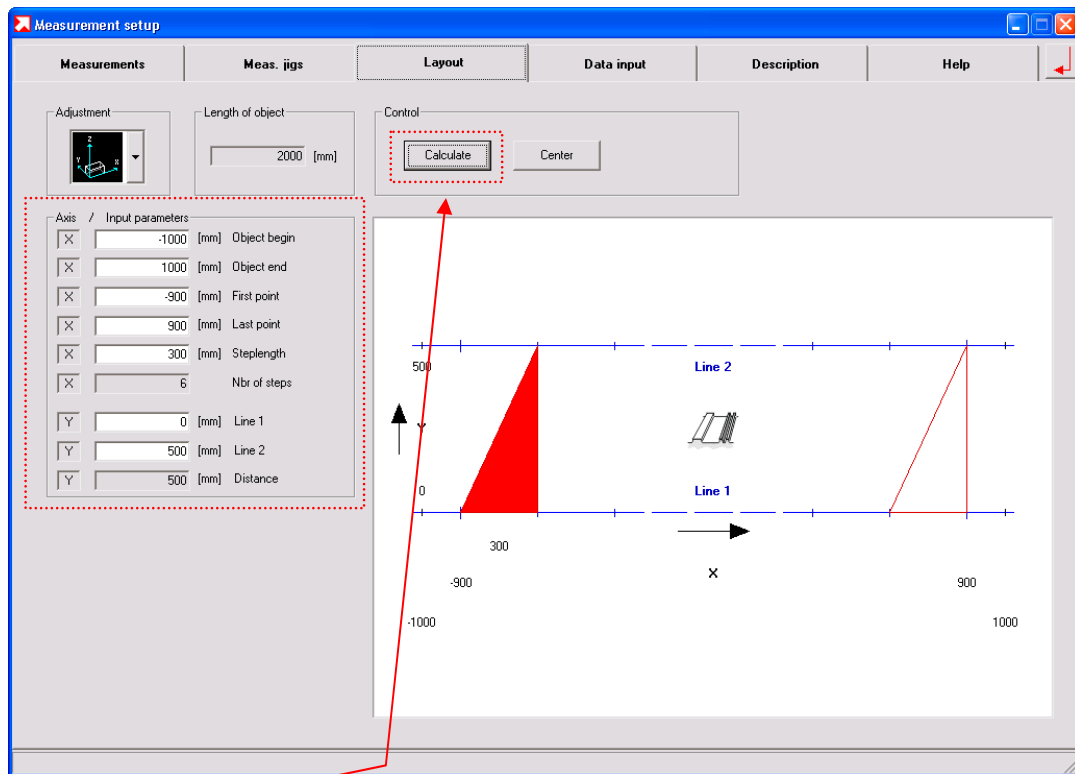 Measurement setup
Measurements
Meas. jigs
Layout
Data input
Description
Help
Adjustment
Z
Y
X
Length of object
2000 [mm]
Control
Calculate
Center
Axis / Input parameters
X -1000 [mm] Object begin
X 1000 [mm] Object end
X -900 [mm] First point
X 900 [mm] Last point
X 300 [mm] Steplength
X 6 Nbr of steps
Y 0 [mm] Line 1
Y 500 [mm] Line 2
Y 500 [mm] Distance
500
Line 2
Y
0
Line 1
300
X
-900
900
-1000
1000